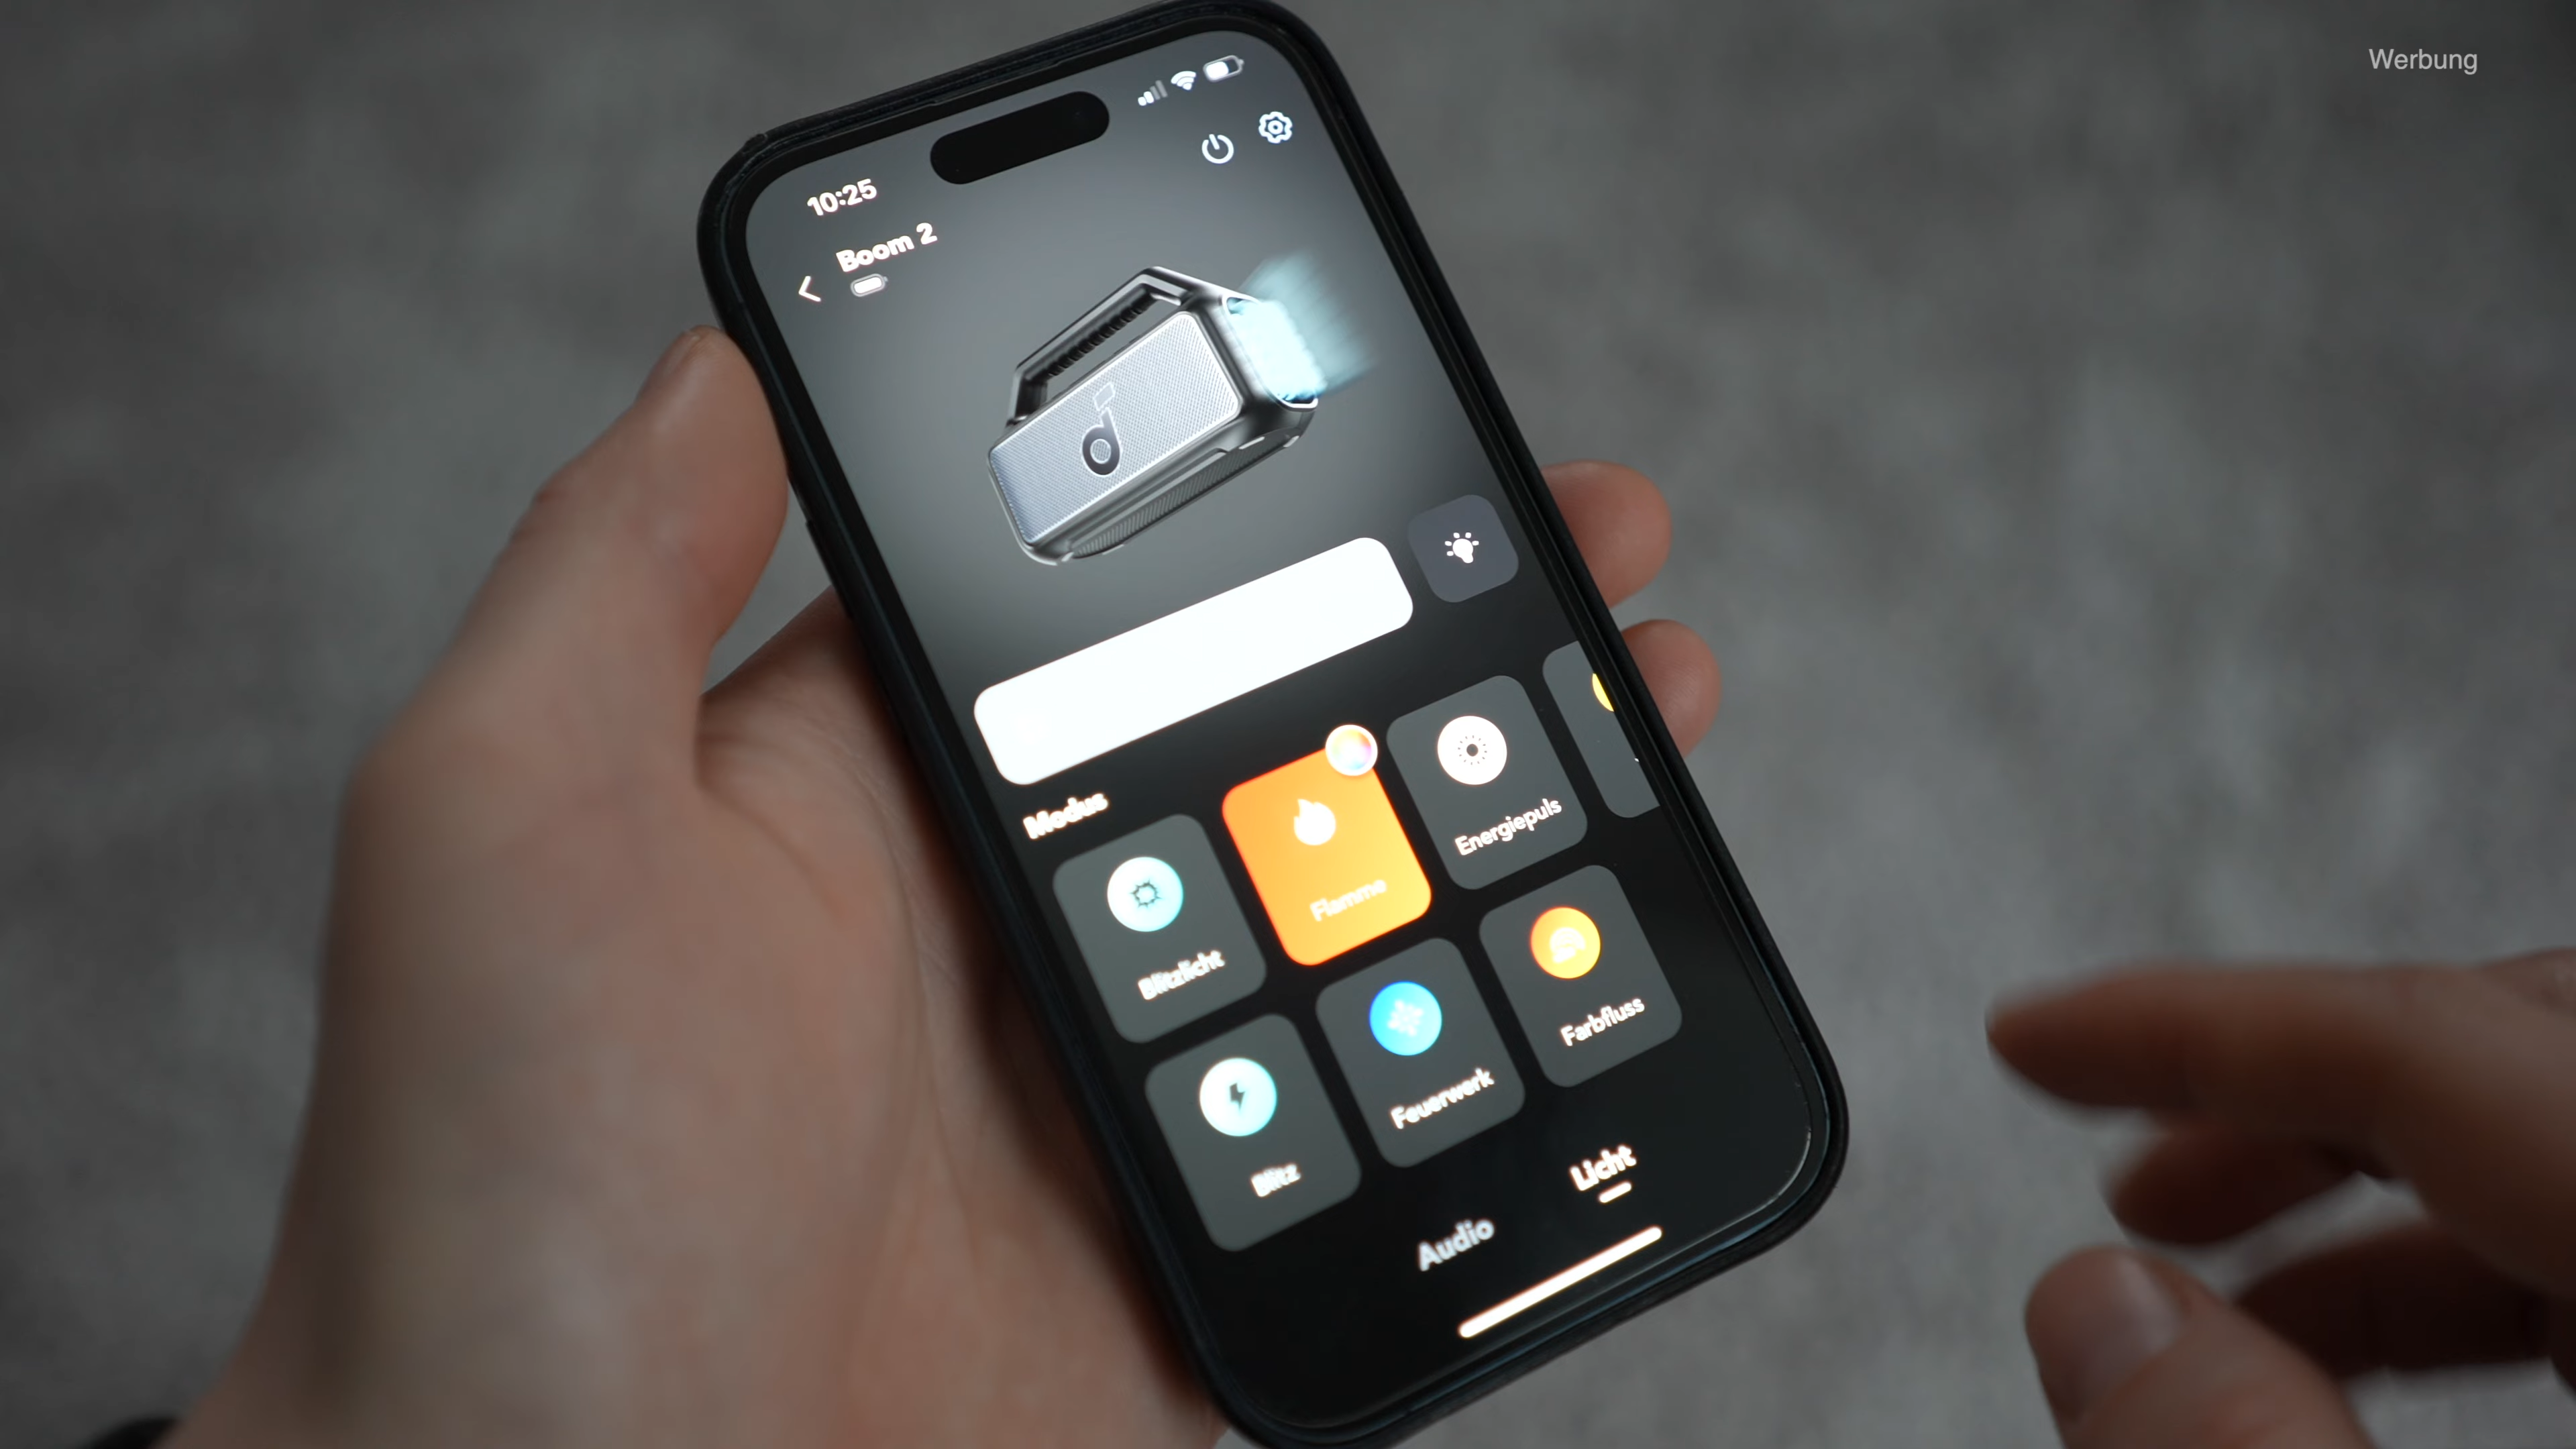 Werbung
10:25
Boom 2
Modus
Blitzlicht
Flamme
Energiepuls
Blitz
Feuerwerk
Farbfluss
Audio
Licht